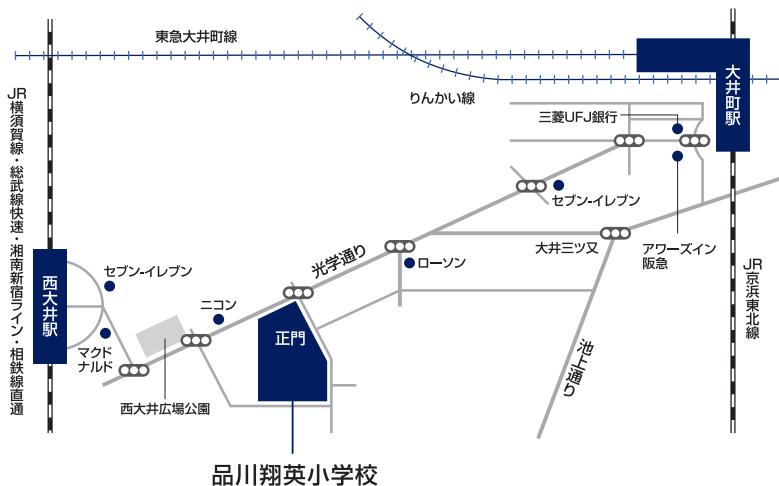 東急大井町線
りんかい線
大井町駅
三菱UFJ銀行
セブン-イレブン
大井三ツ又
アワーズイン
阪急
JR京浜東北線
JR横須賀線・総武線快速・湘南新宿ライン・相鉄線直通
西大井駅
セブン-イレブン
マクド
ナルド
ニコン
光学通り
ローソン
正門
西大井広場公園
池上通り
品川翔英小学校